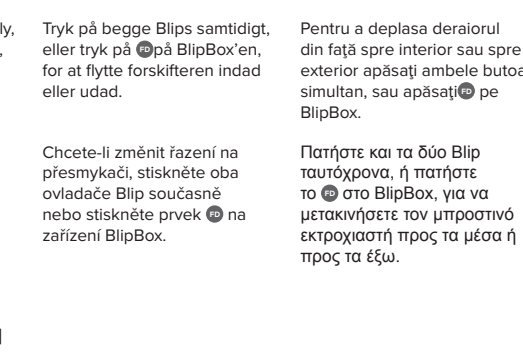 ly,
,
Tryk på begge Blips samtidigt,
eller tryk på FD på BlipBox'en,
for at flytte forskifteren indad
eller udad.
Pentru a deplasa deraiorul
din faţă spre interior sau spre
exterior apăsaţi ambele butoa
simultan, sau apăsaţi FD pe
BlipBox.
Chcete-li změnit řazení na
přesmykači, stiskněte oba
ovladače Blip současně
nebo stiskněte prvek FD na
zařízení BlipBox.
Πατήστε και τα δύο Blip
ταυτόχρονα, ή πατήστε
το FD στο BlipBox, για να
μετακινήσετε τον μπροστινό
εκτροχιαστή προς τα μέσα ή
προς τα έξω.